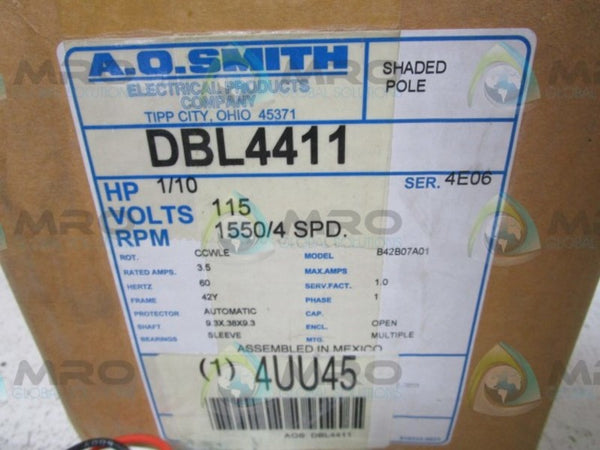 A.O.SMITH
ELECTRICAL PRODUCTS
COMPANY
TIPP CITY, OHIO 45371
SHADED
POLE
DBL4411
HP 1/10
SER. 4E06
VOLTS 115
RPM 1550/4 SPD.
ROT. CCWLE MODEL B42B07A01
RATED AMPS. 3.5 MAX.AMPS
HERTZ 60 SERV.FACT. 1.0
FRAME 42Y PHASE 1
PROTECTOR AUTOMATIC CAP.
SHAFT 9.3X.38X9.3 ENCL. OPEN
BEARINGS SLEEVE MTG. MULTIPLE
ASSEMBLED IN MEXICO
(1) 4UU45
AOS DBL4411
MRO
GLOBAL SOLUTIONS